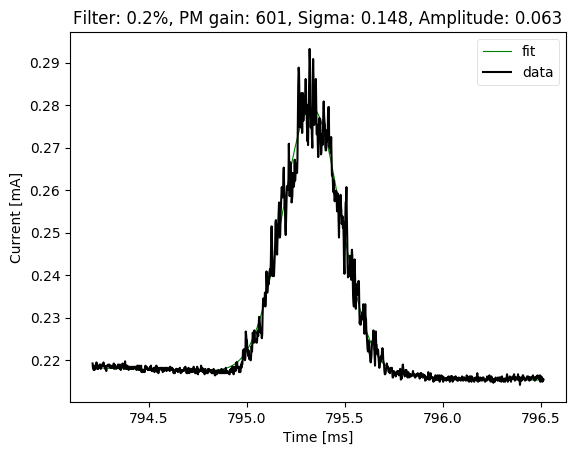 Filter: 0.2%, PM gain: 601, Sigma: 0.148, Amplitude: 0.063
fit
data
0.29
0.28
0.27
0.26
0.25
0.24
0.23
0.22
Current [mA]
794.5 795.0 795.5 796.0 796.5
Time [ms]